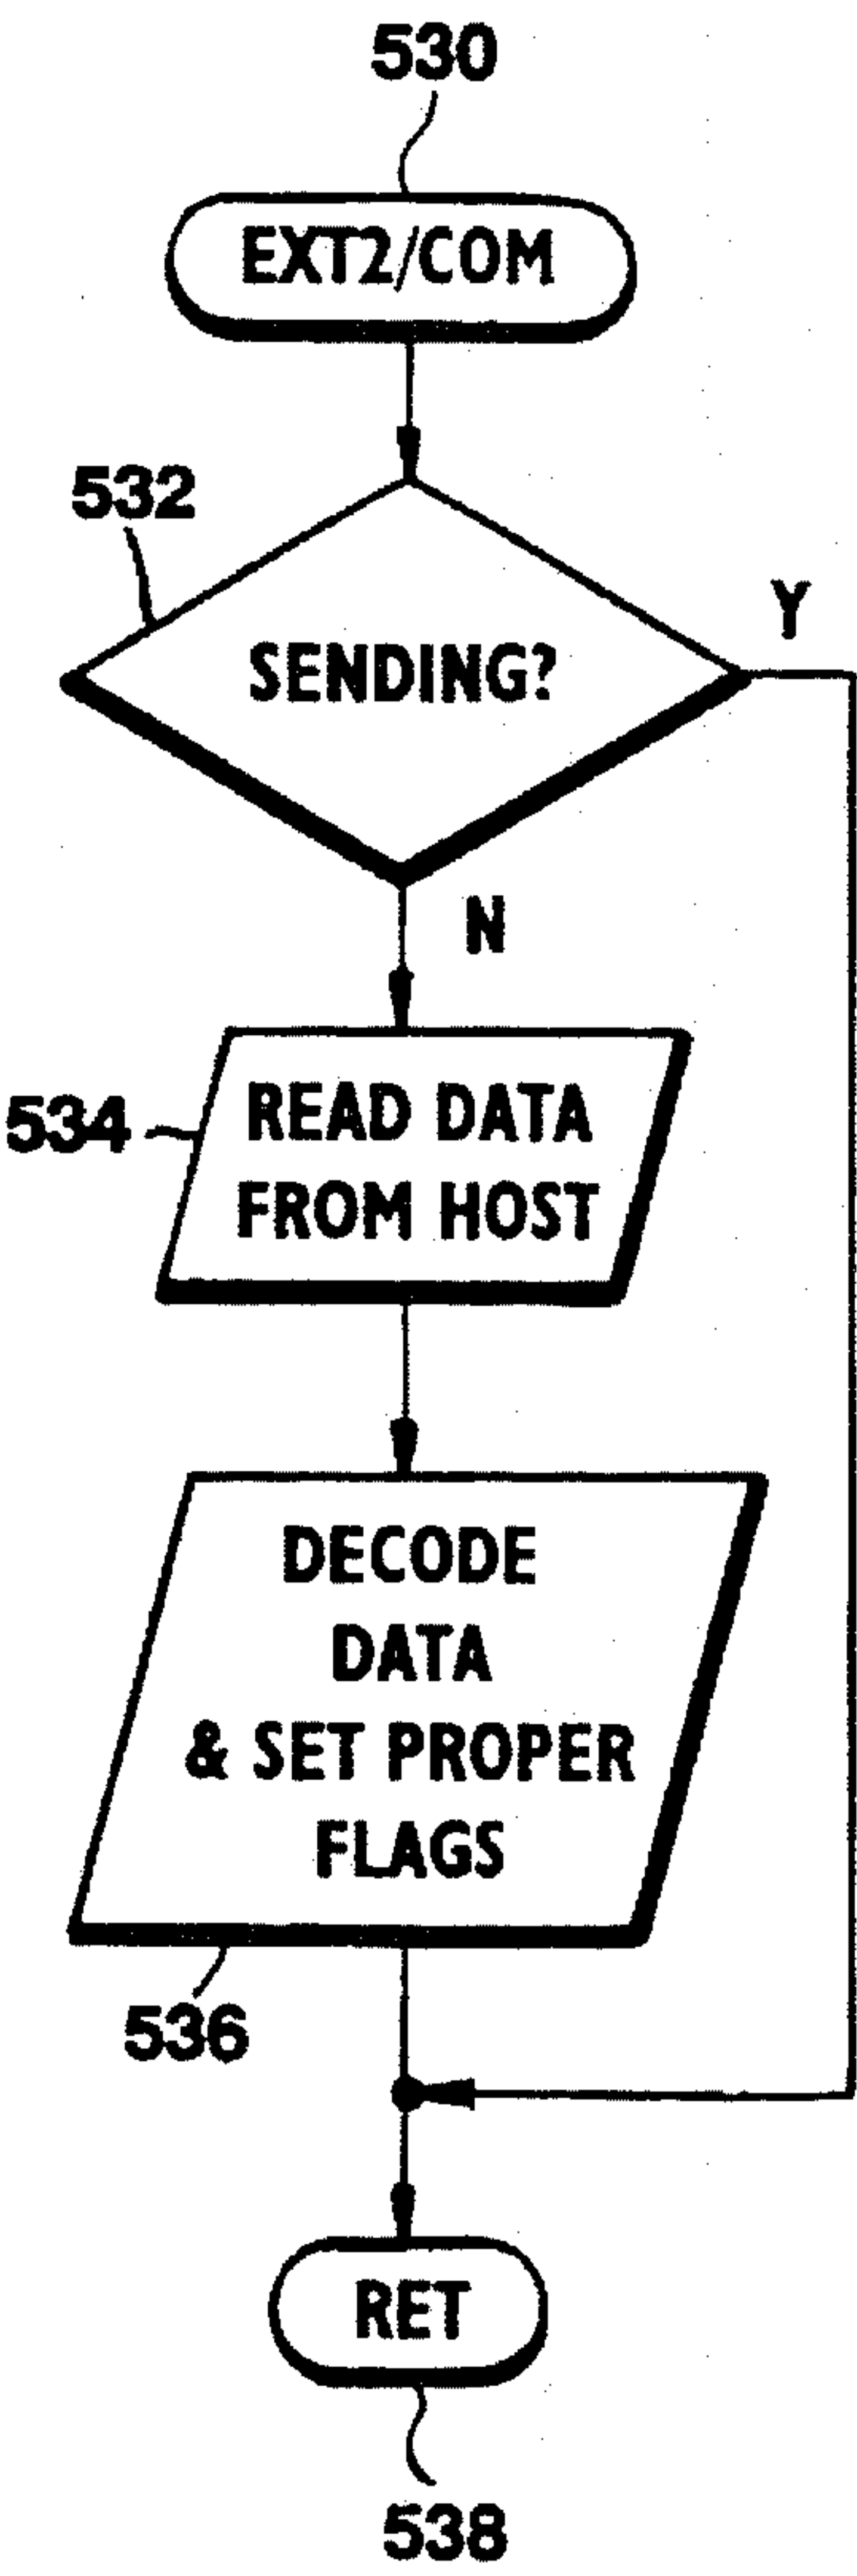 530
EXT2/COM
532
SENDING?
Y
N
534
READ DATA
FROM HOST
DECODE
DATA
& SET PROPER
FLAGS
536
RET
538